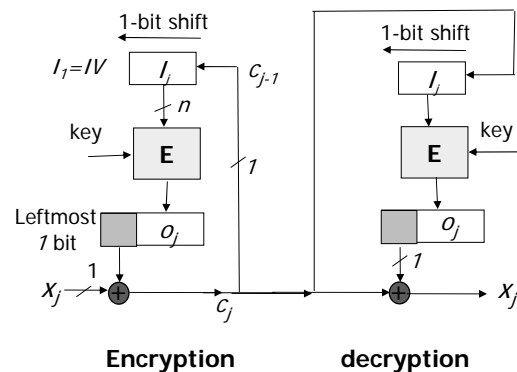 1-bit shift
I₁=IV
Iⱼ
cⱼ₋₁
n
key
E
1
Leftmost
1 bit
oⱼ
1
xⱼ
cⱼ
Encryption
1-bit shift
Iⱼ
key
E
oⱼ
1
xⱼ
decryption